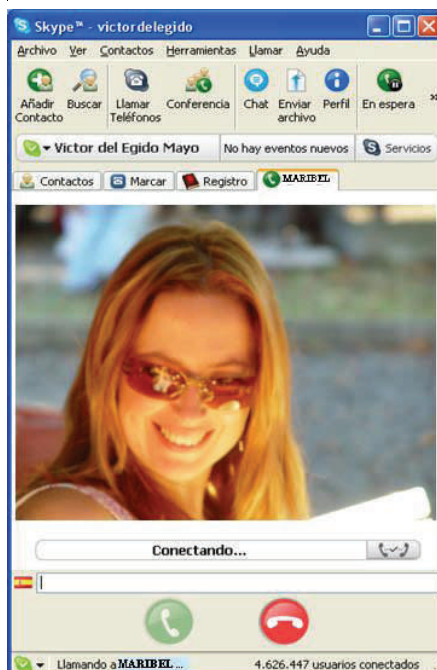 Skype™ - victordelegido
Archivo Ver Contactos Herramientas Llamar Ayuda
Añadir Contacto Buscar Llamar Teléfonos Conferencia Chat Enviar archivo Perfil En espera »
Victor del Egido Mayo No hay eventos nuevos Servicios
Contactos Marcar Registro MARIBEL
Conectando...
Llamando a MARIBEL ... 4.626.447 usuarios conectados